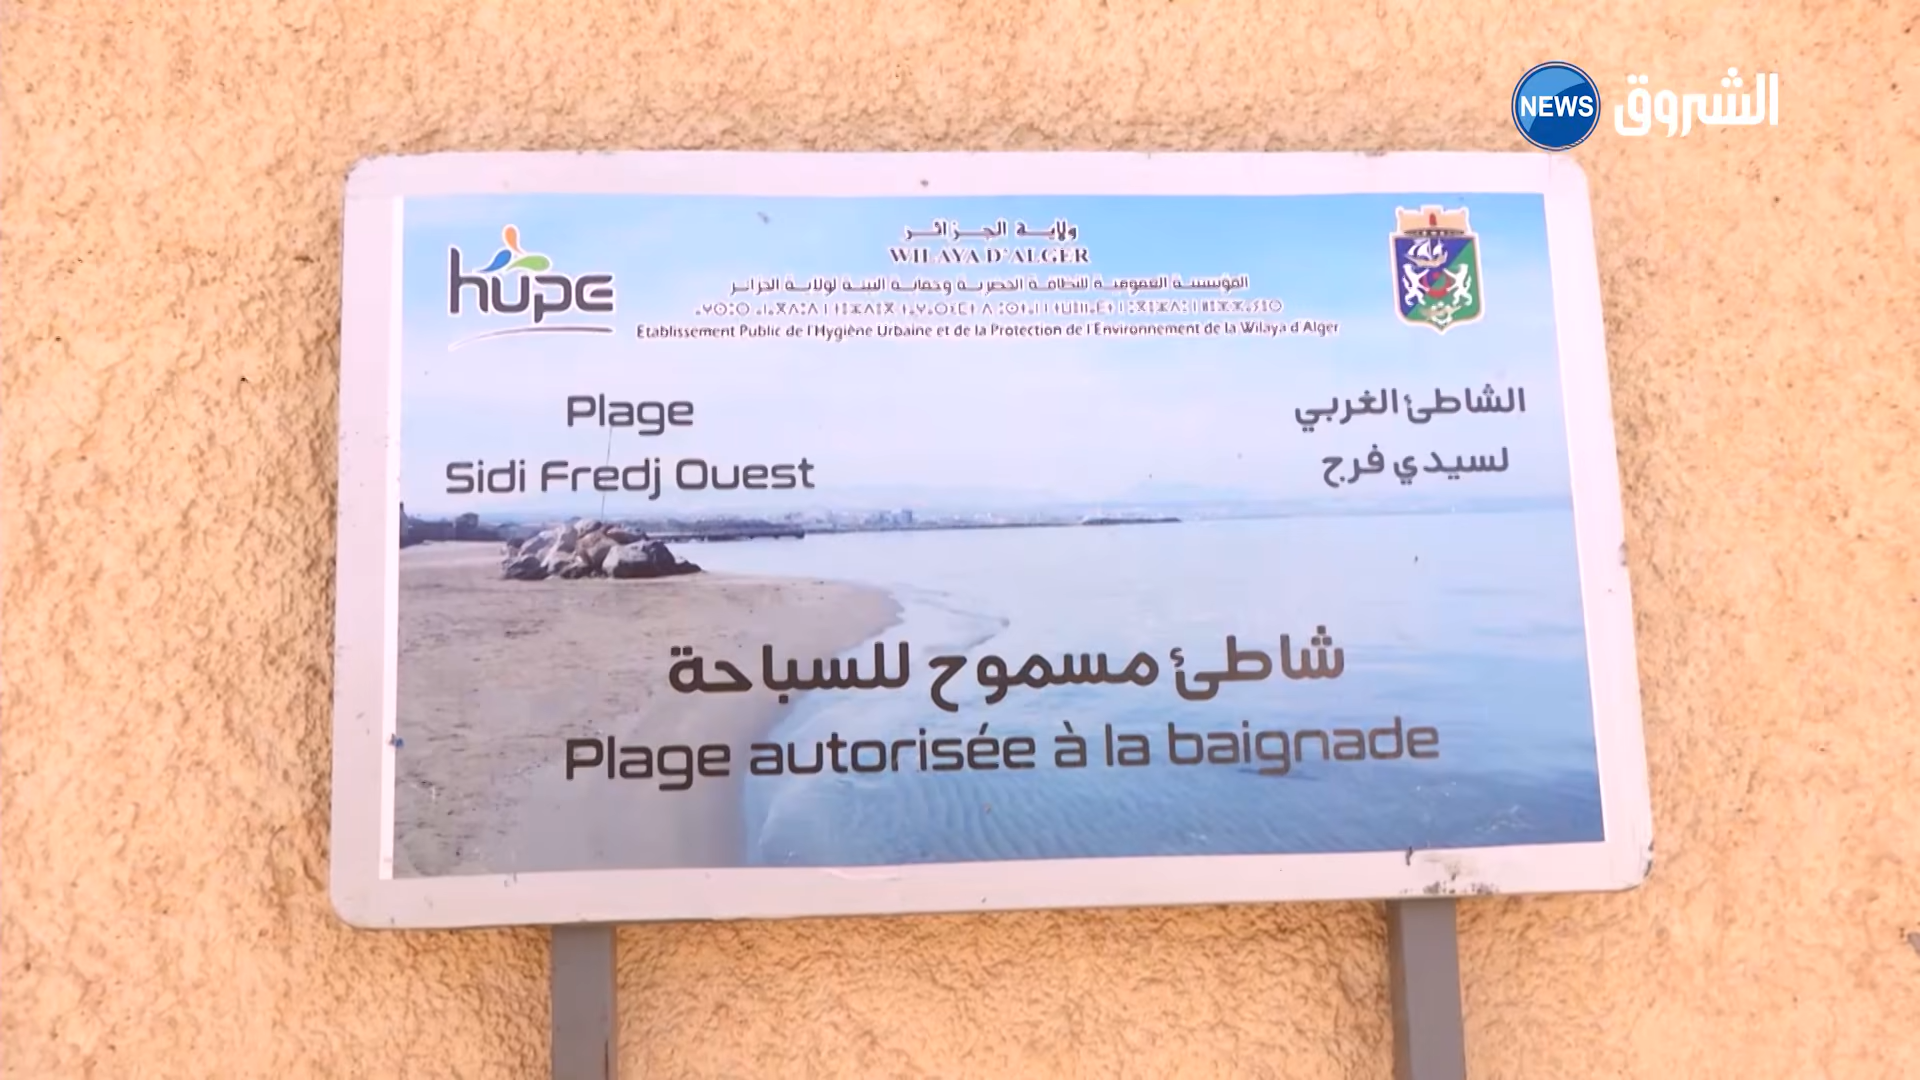 NEWS الشروق
hupe
ولاية الجزائر
WILAYA D'ALGER
المؤسسة العمومية للنظافة الحضرية وحماية البيئة لولاية الجزائر
Etablissement Public de l'Hygiène Urbaine et de la Protection de l'Environnement de la Wilaya d'Alger
Plage
Sidi Fredj Ouest
الشاطئ الغربي
لسيدي فرج
شاطئ مسموح للسباحة
Plage autorisée à la baignade